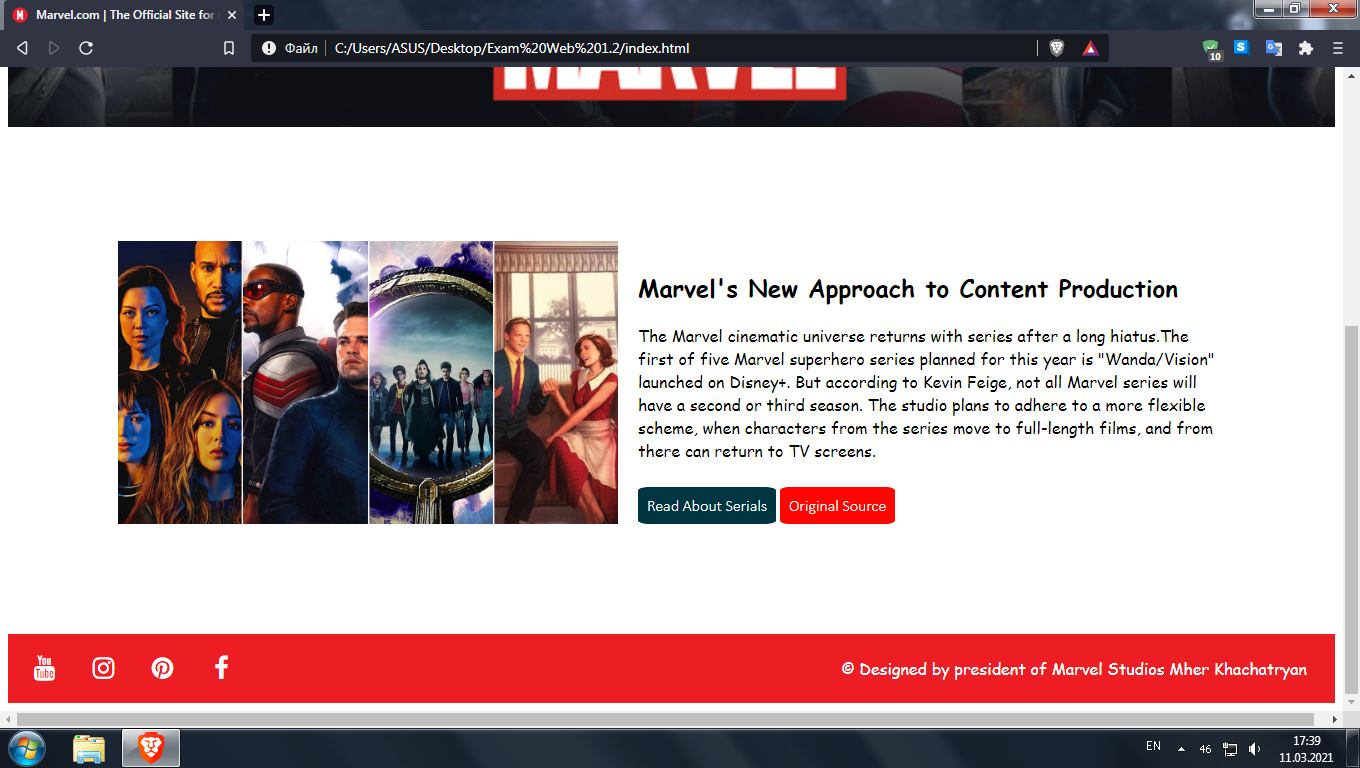 Marvel.com | The Official Site for
Файл
C:/Users/ASUS/Desktop/Exam%20Web%201.2/index.html
10
MARVEL
Marvel's New Approach to Content Production
The Marvel cinematic universe returns with series after a long hiatus.The
first of five Marvel superhero series planned for this year is "Wanda/Vision"
launched on Disney+. But according to Kevin Feige, not all Marvel series will
have a second or third season. The studio plans to adhere to a more flexible
scheme, when characters from the series move to full-length films, and from
there can return to TV screens.
Read About Serials
Original Source
You
Tube
© Designed by president of Marvel Studios Mher Khachatryan
EN
46
17:39
11.03.2021